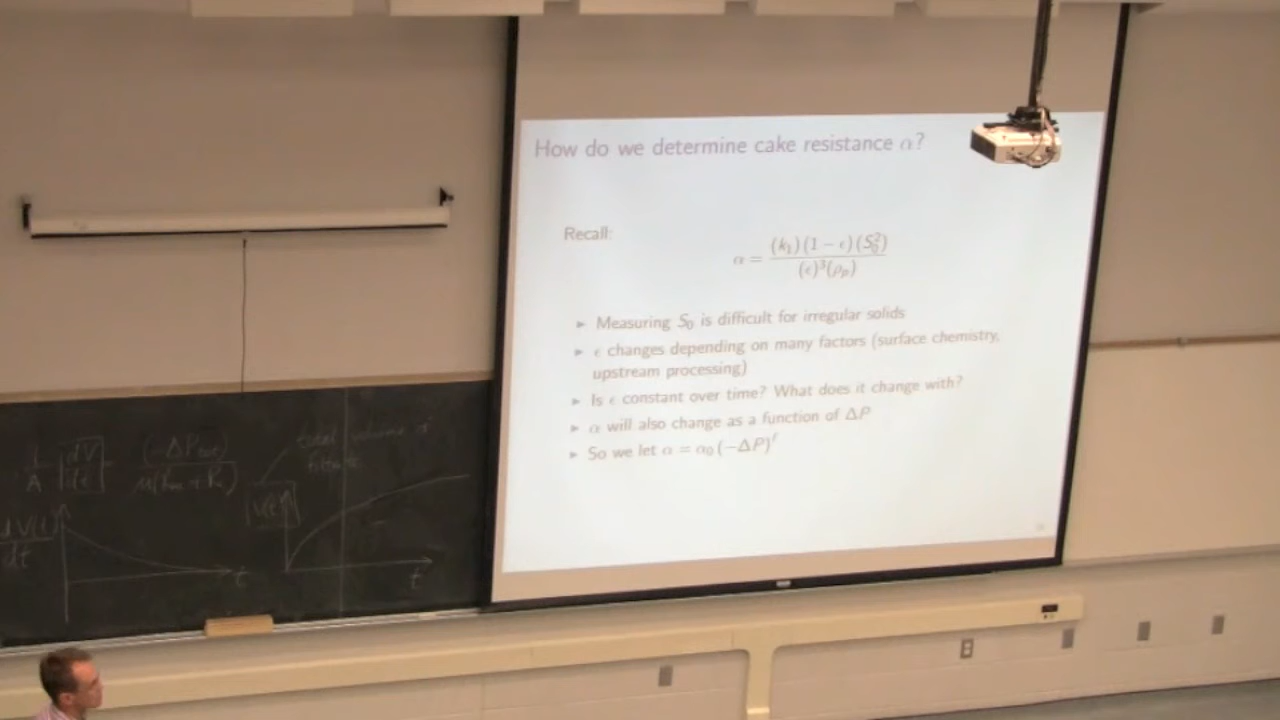 How do we determine cake resistance α?
Recall:
α = (k₁)(1 − ϵ)(S₀²) / (ϵ)³(ρₚ)
► Measuring S₀ is difficult for irregular solids
► ϵ changes depending on many factors (surface chemistry,
upstream processing)
► Is ϵ constant over time? What does it change with?
► α will also change as a function of ΔP
► So we let α = α₀(−ΔP)ᶠ
1/A dV/dt = (−ΔP
total volume of
V(t)
t
dV(t)/dt
t